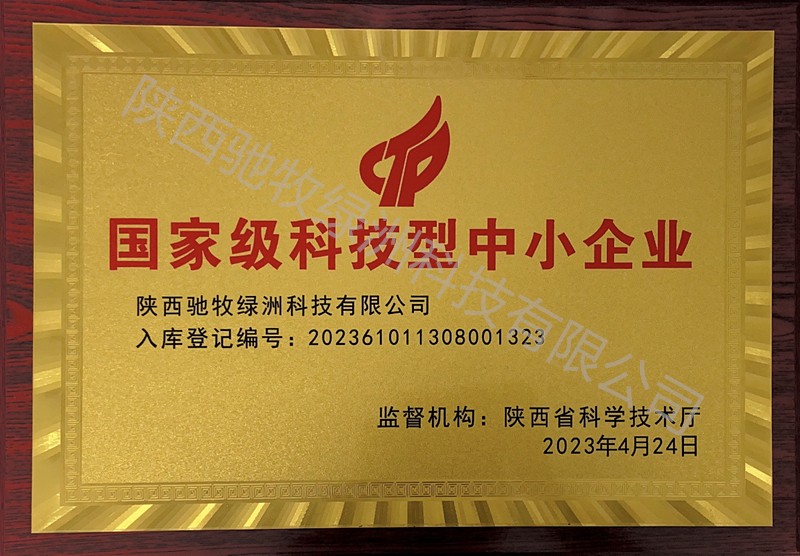 CTP
国家级科技型中小企业
陕西驰牧绿洲科技有限公司
入库登记编号：202361011308001323
监督机构：陕西省科学技术厅
2023年4月24日
陕西驰牧绿洲科技有限公司